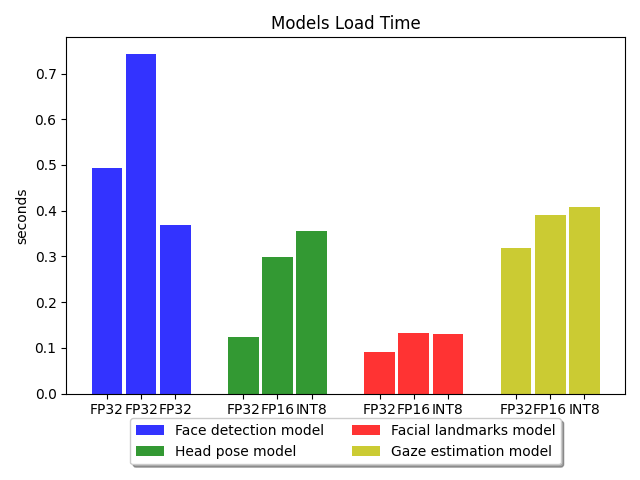 Models Load Time
0.7
0.6
0.5
0.4
0.3
0.2
0.1
0.0
seconds
FP32 FP32 FP32 FP32 FP16 INT8 FP32 FP16 INT8 FP32 FP16 INT8
Face detection model Facial landmarks model
Head pose model Gaze estimation model